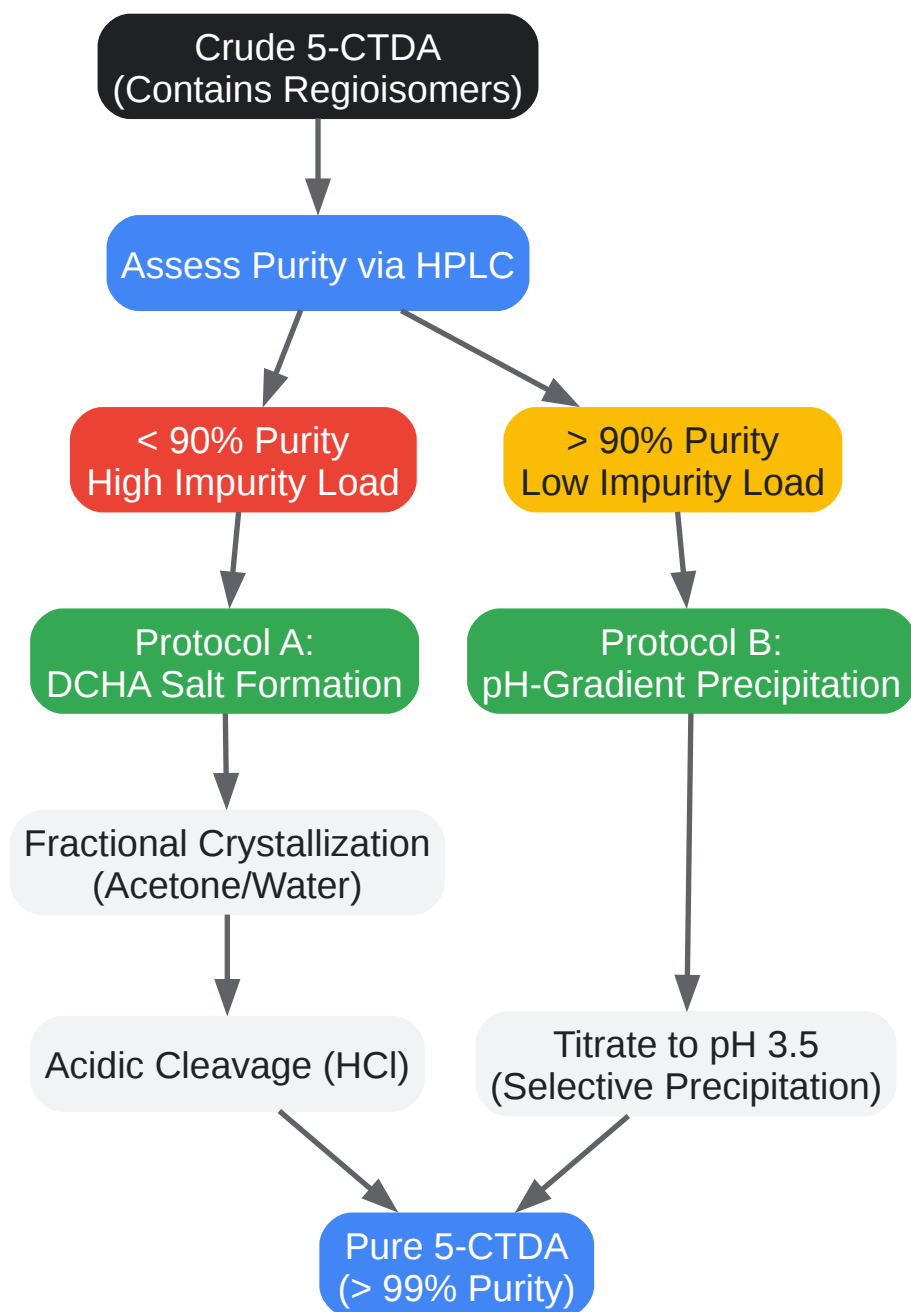 Crude 5-CTDA
(Contains Regioisomers)
Assess Purity via HPLC
< 90% Purity
High Impurity Load
> 90% Purity
Low Impurity Load
Protocol A:
DCHA Salt Formation
Protocol B:
pH-Gradient Precipitation
Fractional Crystallization
(Acetone/Water)
Acidic Cleavage (HCl)
Titrate to pH 3.5
(Selective Precipitation)
Pure 5-CTDA
(> 99% Purity)